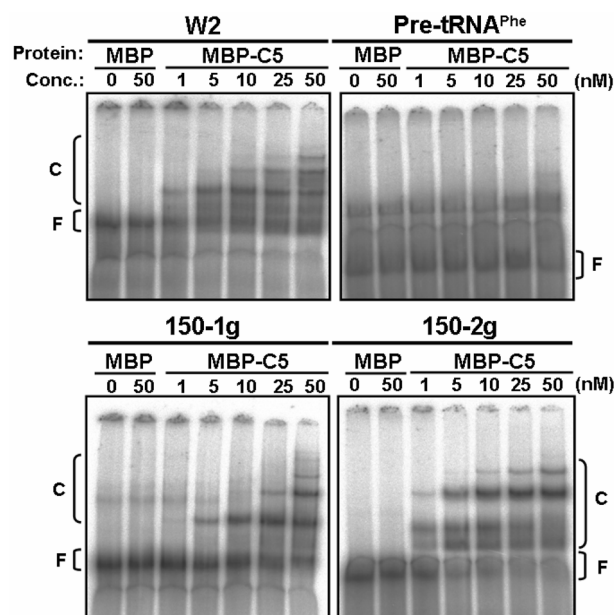 W2 Pre-tRNAPhe
Protein: MBP MBP-C5 MBP MBP-C5
Conc.: 0 50 1 5 10 25 50 0 50 1 5 10 25 50 (nM)
C
F F
150-1g 150-2g
MBP MBP-C5 MBP MBP-C5
0 50 1 5 10 25 50 0 50 1 5 10 25 50 (nM)
C C
F F